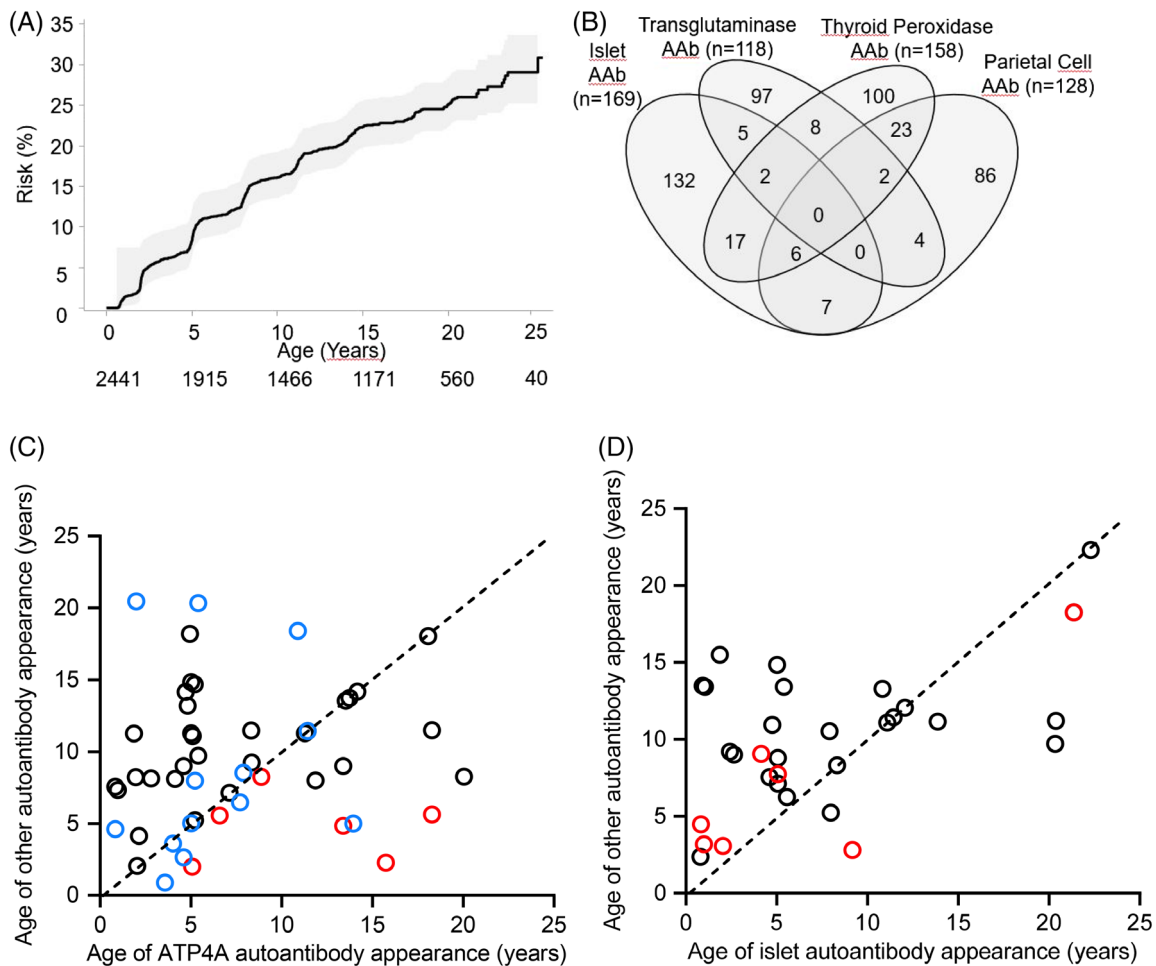 (A)
35
30
25
20
15
10
5
0
Risk (%)
0 5 10 15 20 25
Age (Years)
2441 1915 1466 1171 560 40
(B)
Islet
AAb
(n=169)
Transglutaminase
AAb (n=118)
Thyroid Peroxidase
AAb (n=158)
Parietal Cell
AAb (n=128)
97 100
5 8 23
132 2 2 86
0
17 6 0 4
7
(C)
25
20
15
10
5
0
Age of other autoantibody appearance (years)
0 5 10 15 20 25
Age of ATP4A autoantibody appearance (years)
(D)
25
20
15
10
5
0
Age of other autoantibody appearance (years)
0 5 10 15 20 25
Age of islet autoantibody appearance (years)